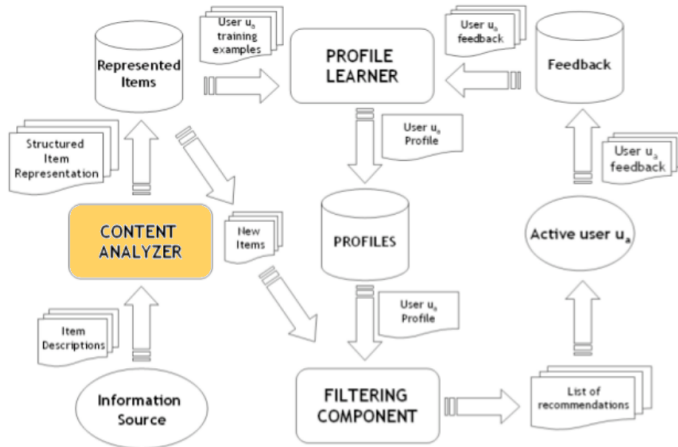 User uₐ
training
examples
User uₐ
feedback
Represented
Items
PROFILE
LEARNER
Feedback
User uₐ
Profile
Structured
Item
Representation
User uₐ
feedback
CONTENT
ANALYZER
New
Items
PROFILES
Active user uₐ
Item
Descriptions
User uₐ
Profile
Information
Source
FILTERING
COMPONENT
List of
recommendations